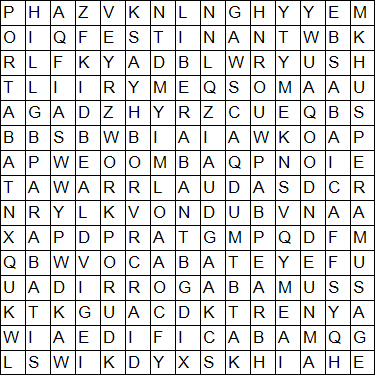 P H A Z V K N L N G H Y Y E M
O I Q F E S T I N A N T W B K
R L F K Y A D B L W R Y U S H
T L I I R Y M E Q S O M A A U
A G A D Z H Y R Z C U E Q B S
B B S B W B I A I A W K O A P
A P W E O O M B A Q P N O I E
T A W A R R L A U D A S D C R
N R Y L K V O N D U B V N A A
X A P D P R A T G M P Q D F M
Q B W V O C A B A T E Y E F U
U A D I R R O G A B A M U S S
K T K G U A C D K T R E N Y A
W I A E D I F I C A B A M Q G
L S W I K D Y X S K H I A H E